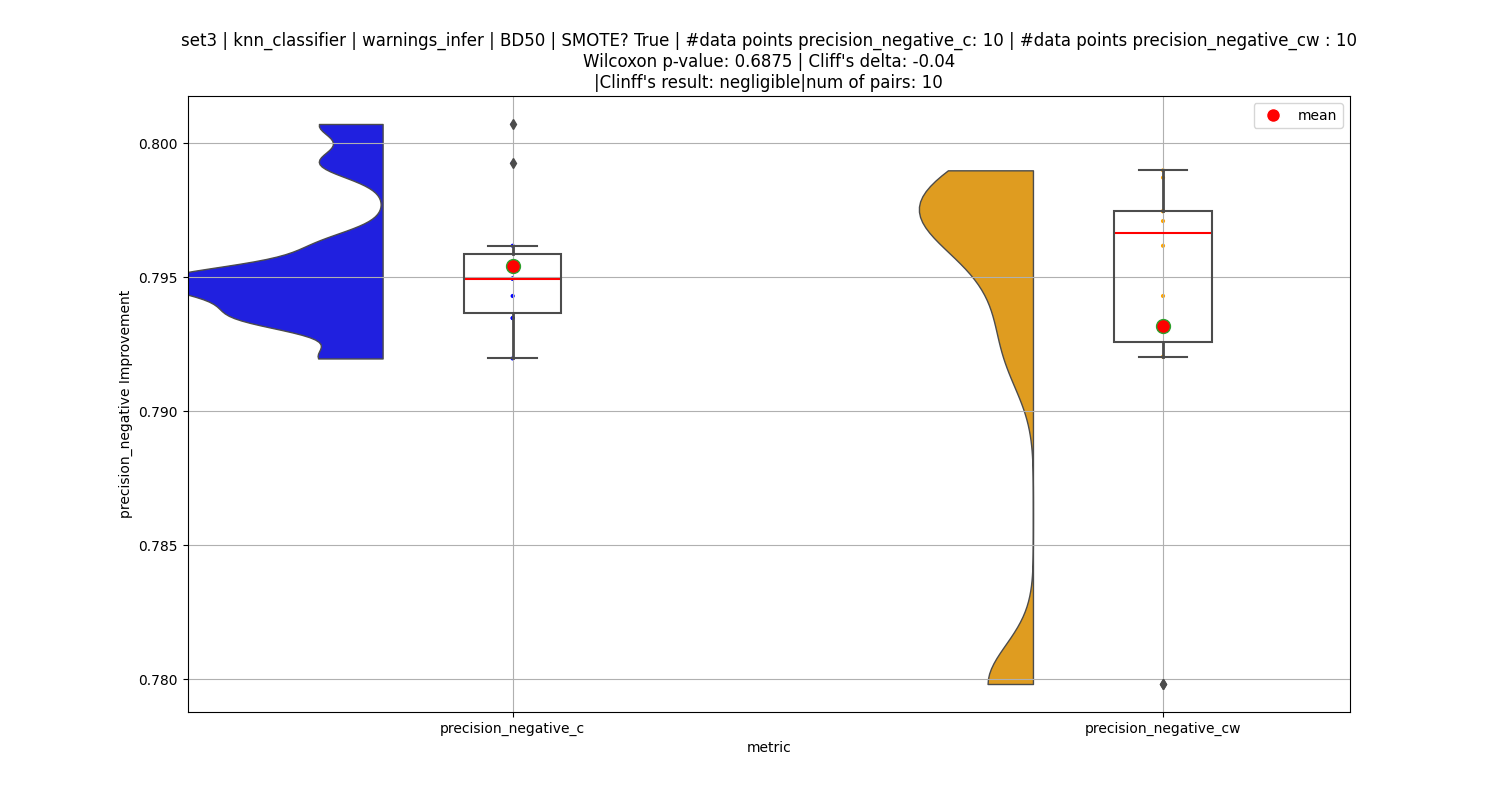 set3 | knn_classifier | warnings_infer | BD50 | SMOTE? True | #data points precision_negative_c: 10 | #data points precision_negative_cw : 10
Wilcoxon p-value: 0.6875 | Cliff's delta: -0.04
|Clinff's result: negligible|num of pairs: 10
mean
0.800
0.795
0.790
0.785
0.780
precision_negative Improvement
precision_negative_c
precision_negative_cw
metric